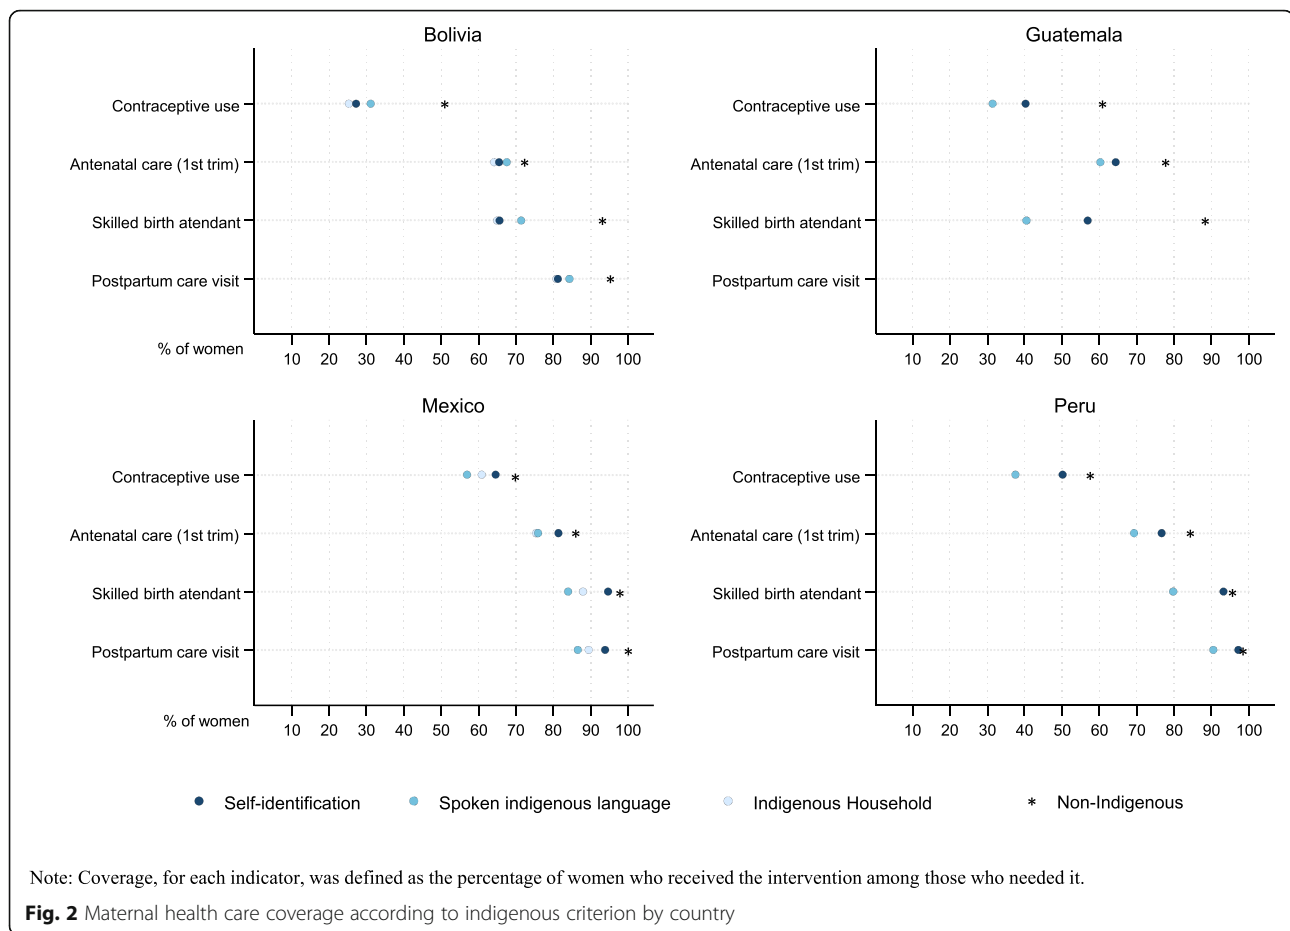 Bolivia
Contraceptive use
Antenatal care (1st trim)
Skilled birth atendant
Postpartum care visit
% of women
10 20 30 40 50 60 70 80 90 100
Guatemala
Contraceptive use
Antenatal care (1st trim)
Skilled birth atendant
Postpartum care visit
10 20 30 40 50 60 70 80 90 100
Mexico
Contraceptive use
Antenatal care (1st trim)
Skilled birth atendant
Postpartum care visit
% of women
10 20 30 40 50 60 70 80 90 100
Peru
Contraceptive use
Antenatal care (1st trim)
Skilled birth atendant
Postpartum care visit
10 20 30 40 50 60 70 80 90 100
Self-identification Spoken indigenous language Indigenous Household * Non-Indigenous
Note: Coverage, for each indicator, was defined as the percentage of women who received the intervention among those who needed it.
Fig. 2 Maternal health care coverage according to indigenous criterion by country